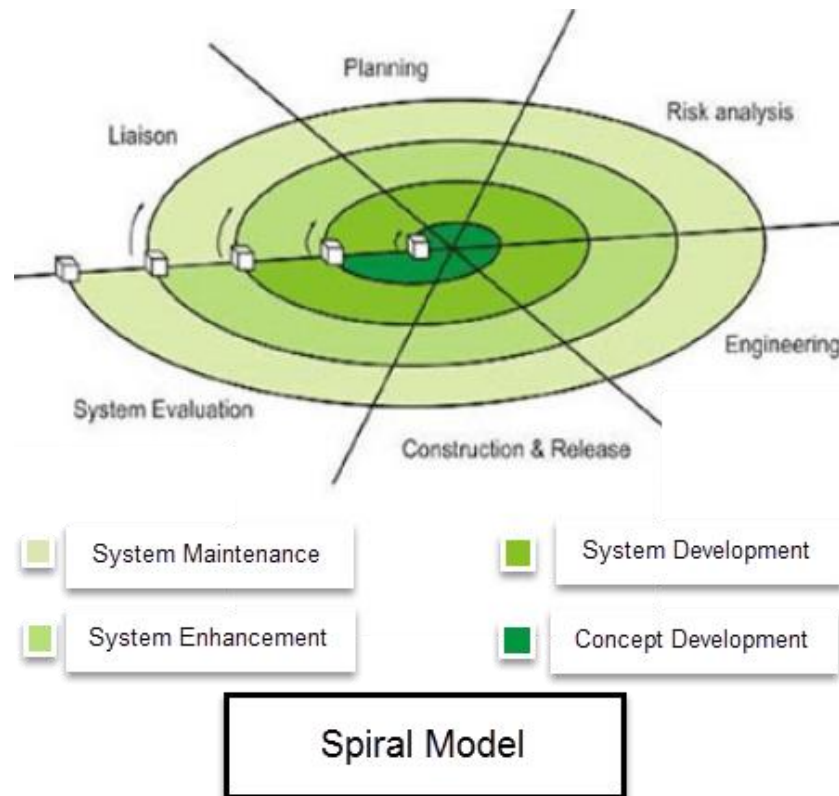 Planning
Risk analysis
Liaison
Engineering
System Evaluation
Construction & Release
System Maintenance
System Development
System Enhancement
Concept Development
Spiral Model